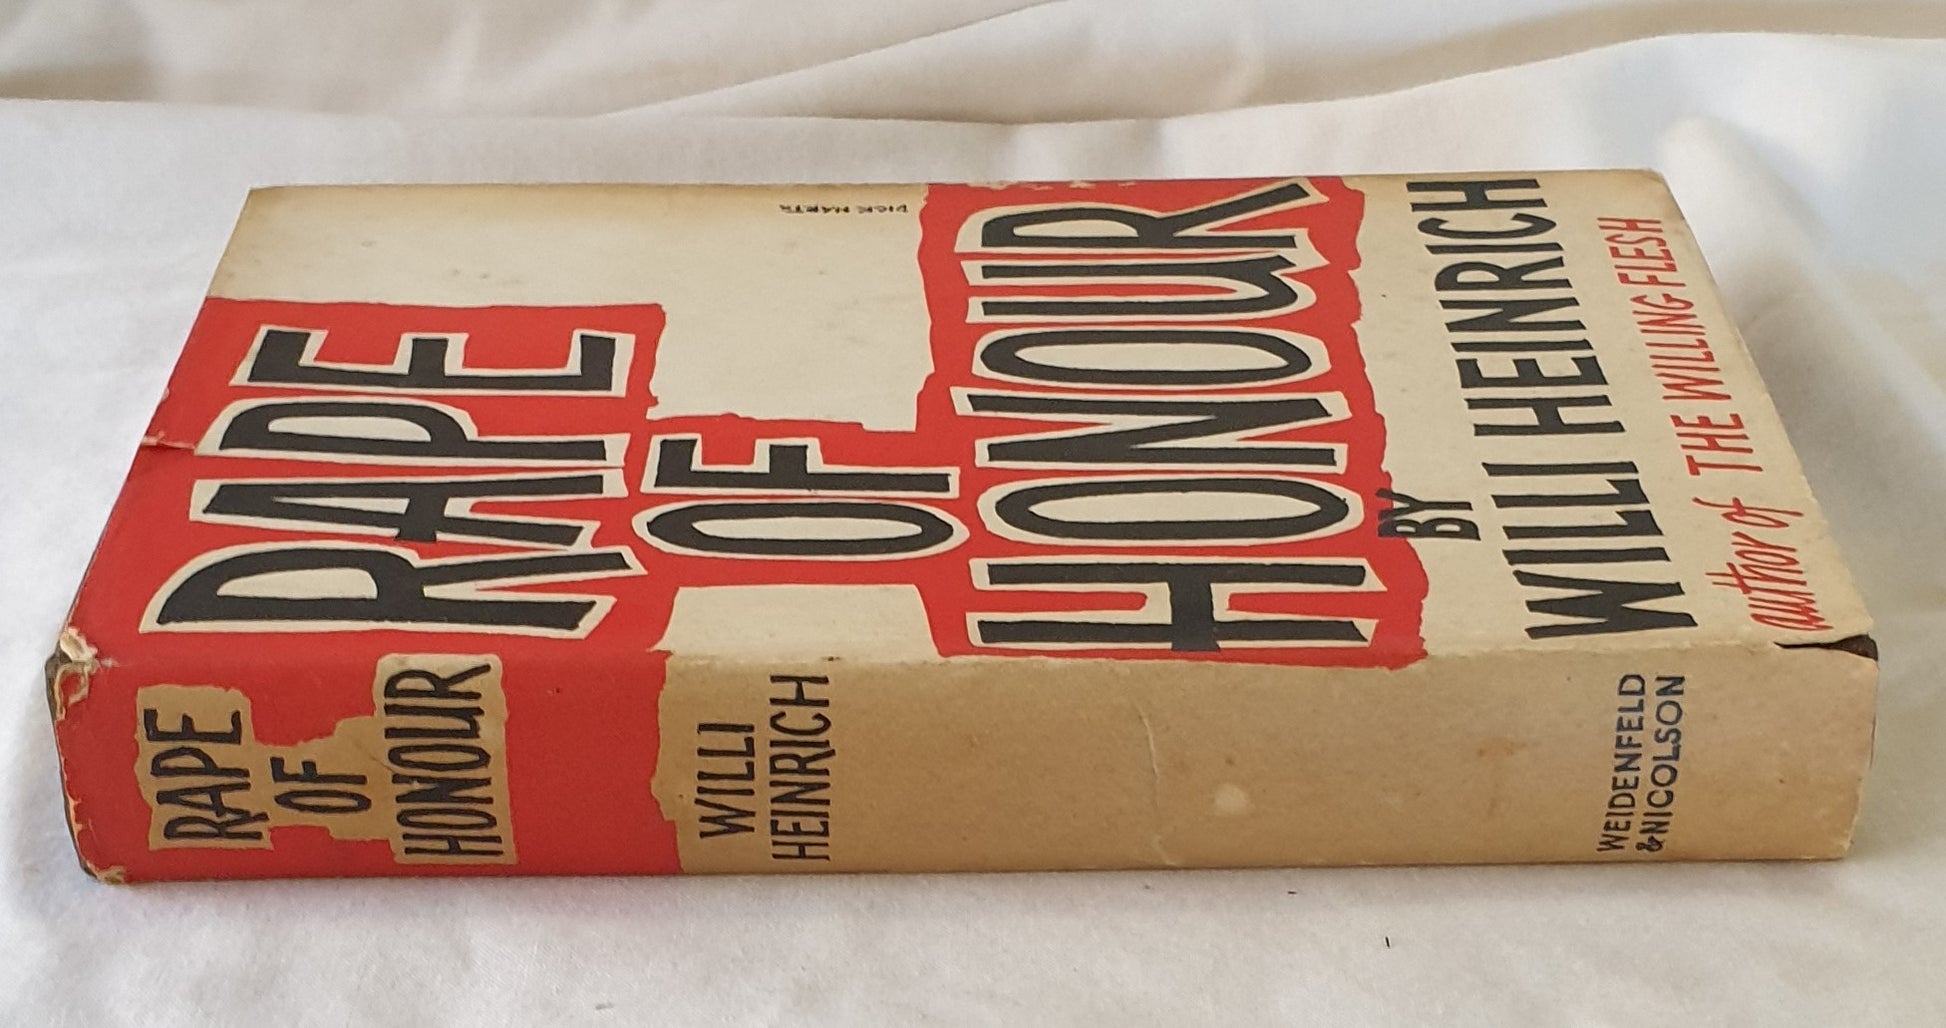 DICK HART
RAPE
OF
HONOUR
BY
WILLI HEINRICH
author of THE WILLING FLESH
RAPE
OF
HONOUR
WILLI
HEINRICH
WEIDENFELD
&NICOLSON